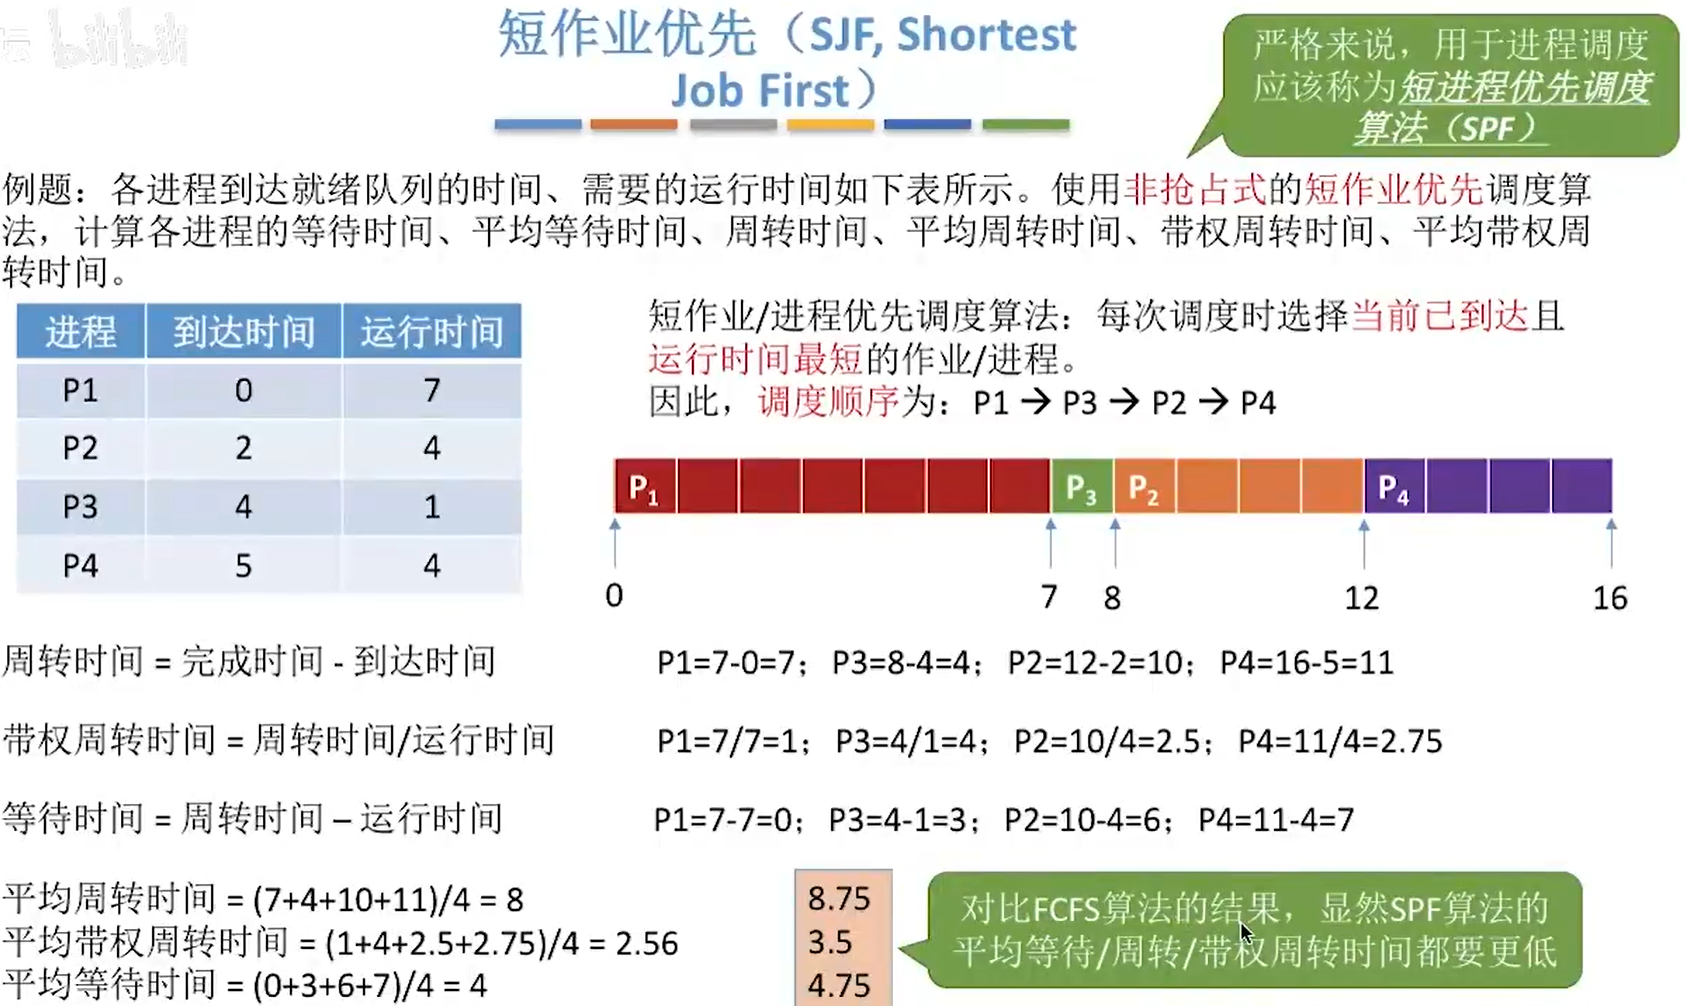 坛 bilibili
短作业优先（SJF, Shortest
Job First）
严格来说，用于进程调度
应该称为短进程优先调度
算法（SPF）
例题：各进程到达就绪队列的时间、需要的运行时间如下表所示。使用非抢占式的短作业优先调度算
法，计算各进程的等待时间、平均等待时间、周转时间、平均周转时间、带权周转时间、平均带权周
转时间。
进程 到达时间 运行时间
P1 0 7
P2 2 4
P3 4 1
P4 5 4
短作业/进程优先调度算法：每次调度时选择当前已到达且
运行时间最短的作业/进程。
因此，调度顺序为：P1 → P3 → P2 → P4
P1 P3 P2 P4
0 7 8 12 16
周转时间 = 完成时间 - 到达时间 P1=7-0=7；P3=8-4=4；P2=12-2=10；P4=16-5=11
带权周转时间 = 周转时间/运行时间 P1=7/7=1；P3=4/1=4；P2=10/4=2.5；P4=11/4=2.75
等待时间 = 周转时间 – 运行时间 P1=7-7=0；P3=4-1=3；P2=10-4=6；P4=11-4=7
平均周转时间 = (7+4+10+11)/4 = 8 8.75
平均带权周转时间 = (1+4+2.5+2.75)/4 = 2.56 3.5
平均等待时间 = (0+3+6+7)/4 = 4 4.75
对比FCFS算法的结果，显然SPF算法的
平均等待/周转/带权周转时间都要更低